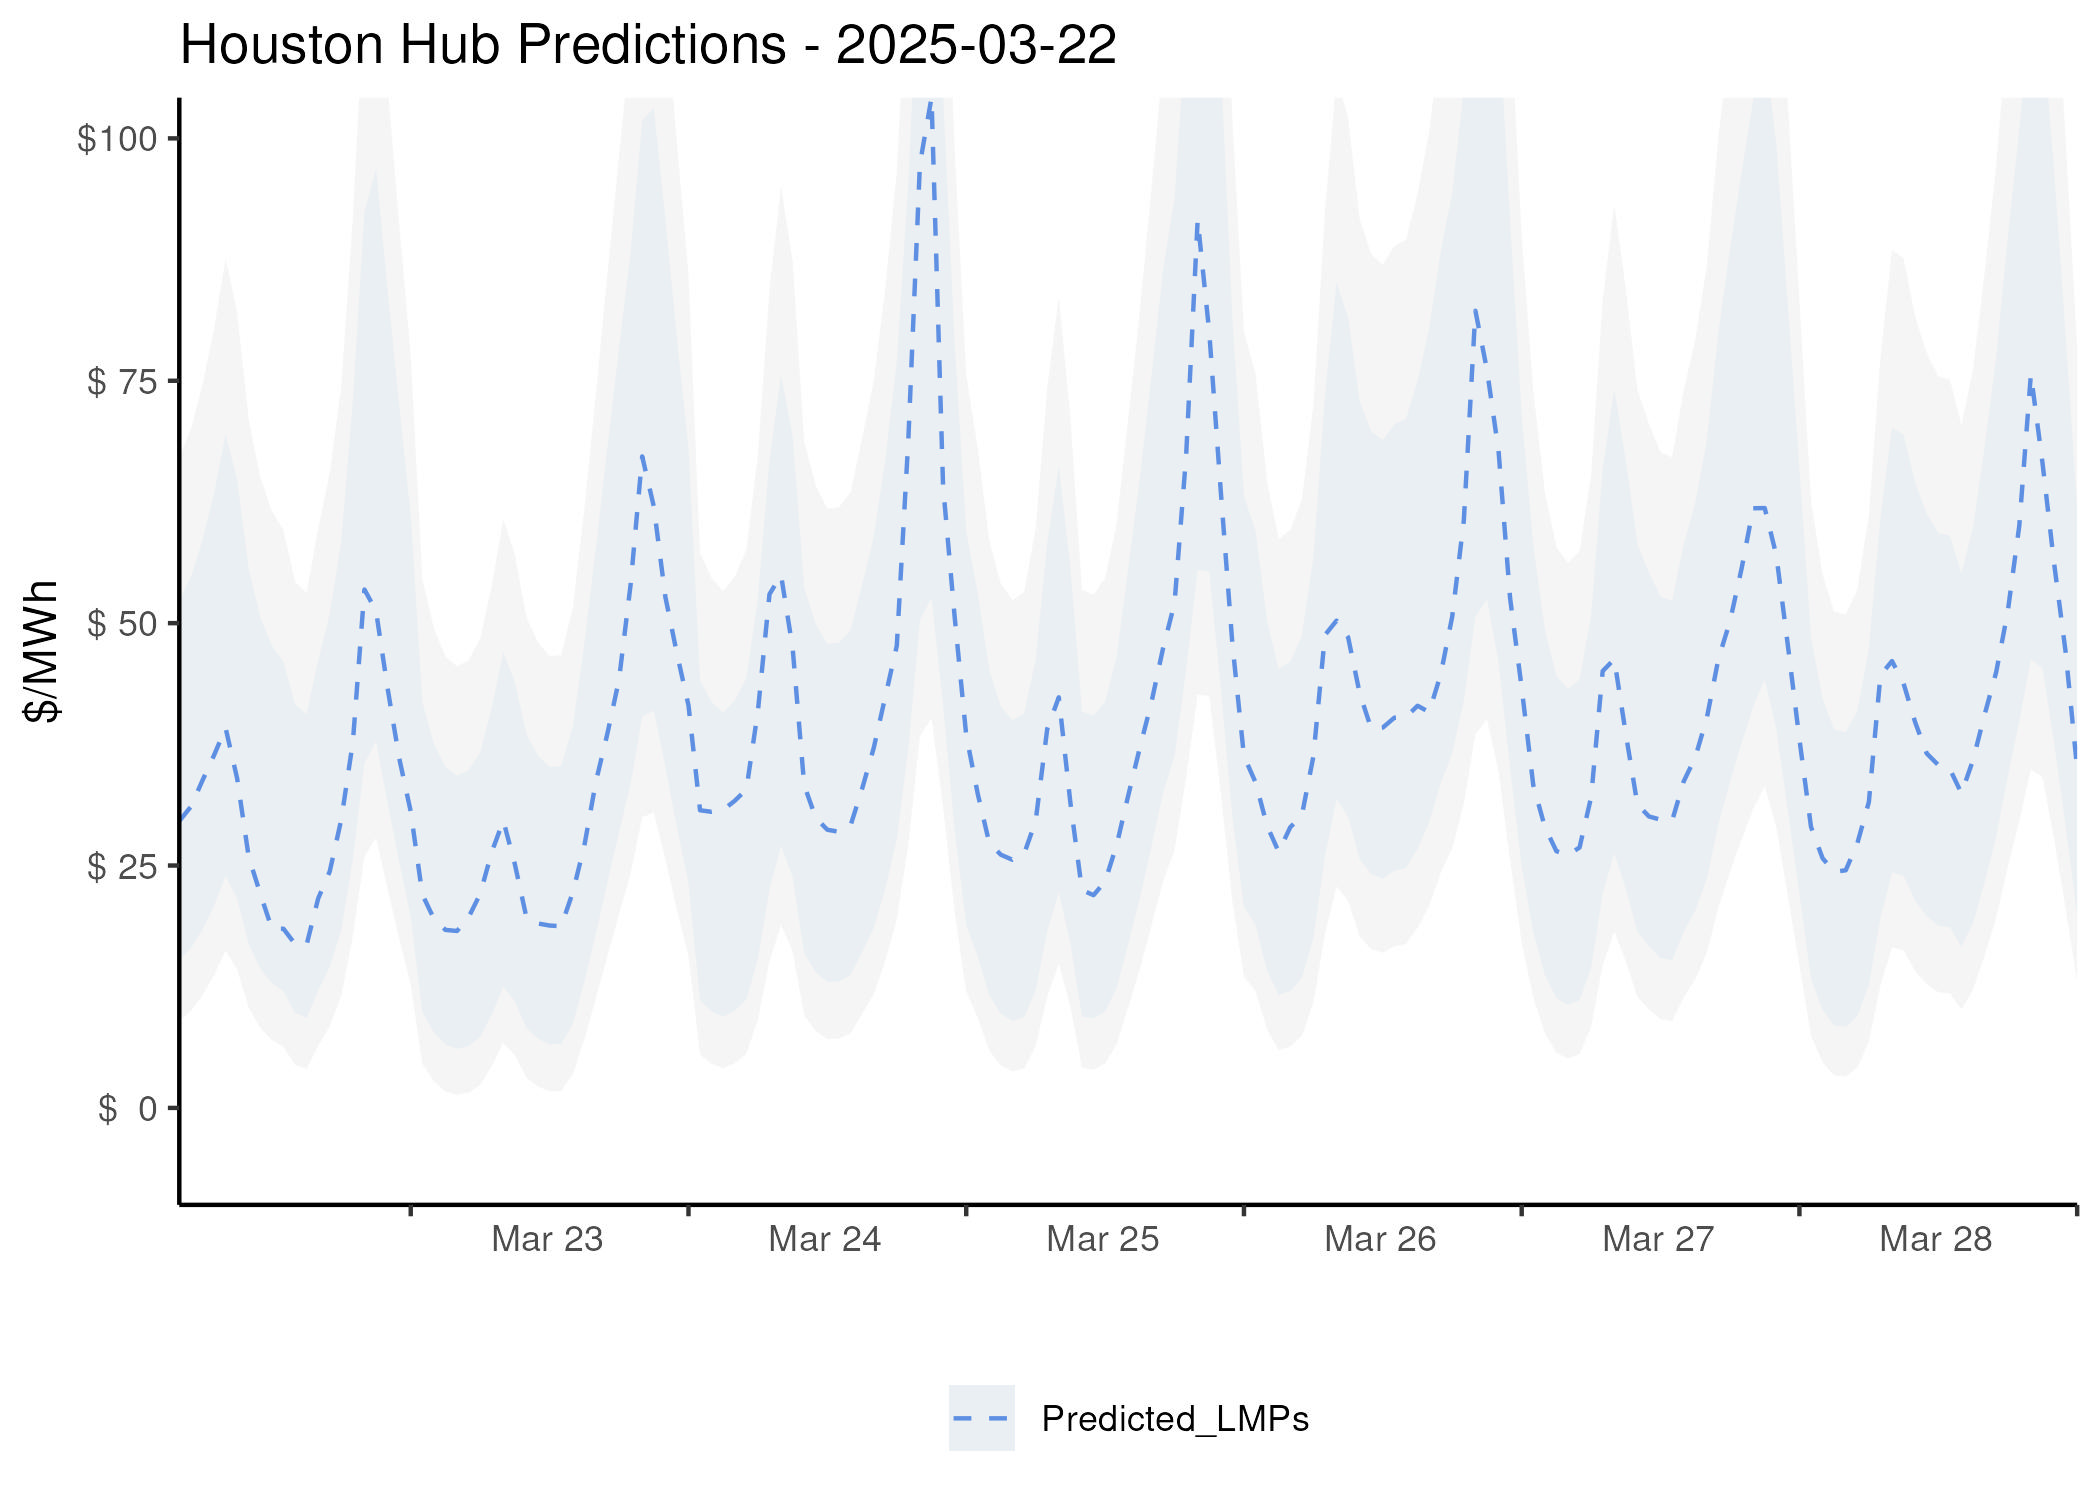 Houston Hub Predictions - 2025-03-22
$100
$ 75
$ 50
$ 25
$ 0
$/MWh
Mar 23 Mar 24 Mar 25 Mar 26 Mar 27 Mar 28
Predicted_LMPs